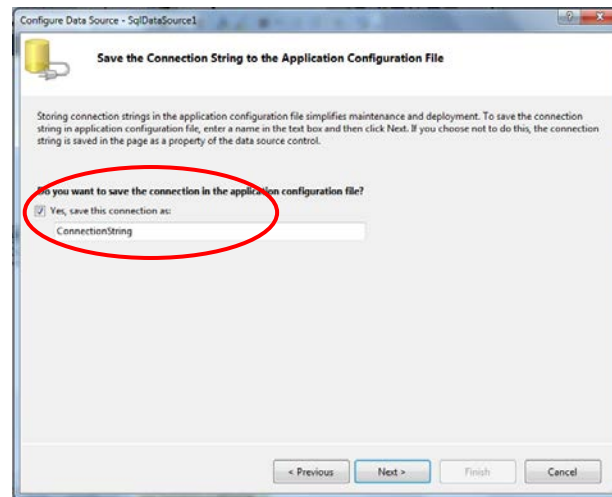 Configure Data Source - SqlDataSource1
Save the Connection String to the Application Configuration File
Storing connection strings in the application configuration file simplifies maintenance and deployment. To save the connection
string in application configuration file, enter a name in the text box and then click Next. If you choose not to do this, the connection
string is saved in the page as a property of the data source control.
Do you want to save the connection in the application configuration file?
Yes, save this connection as:
ConnectionString
< Previous
Next >
Finish
Cancel